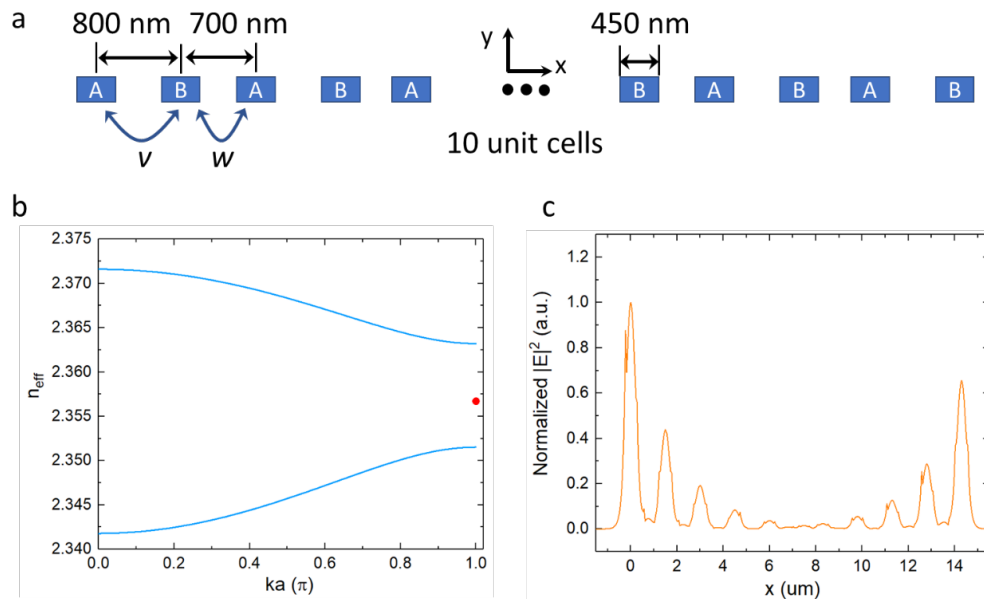 a
800 nm 700 nm 450 nm
y
x
A B A B A B A B A B
v w
10 unit cells
b
2.375
2.370
2.365
2.360
2.355
2.350
2.345
2.340
n_eff
0.0 0.2 0.4 0.6 0.8 1.0
ka (π)
c
1.2
1.0
0.8
0.6
0.4
0.2
0.0
Normalized |E|² (a.u.)
0 2 4 6 8 10 12 14
x (um)